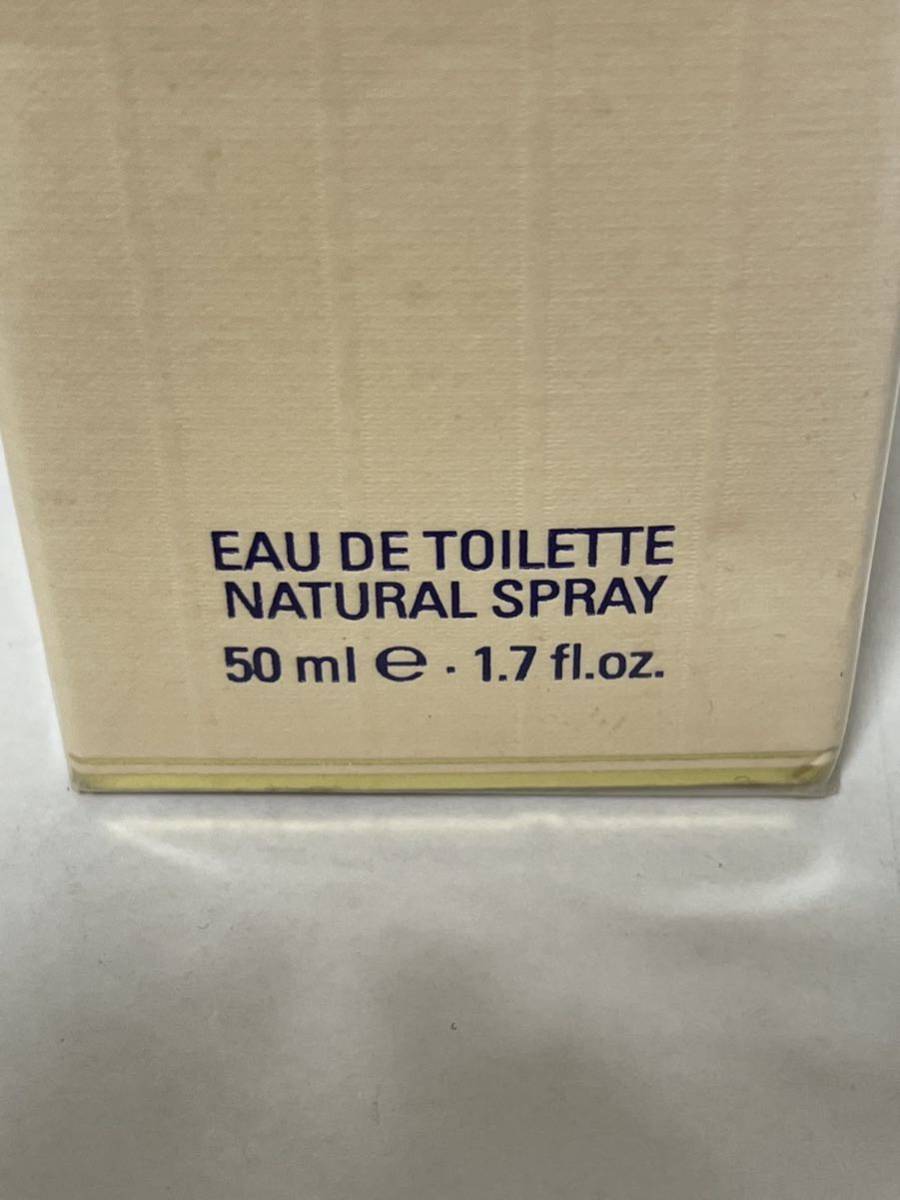 EAU DE TOILETTE
NATURAL SPRAY
50 ml ℮ · 1.7 fl.oz.